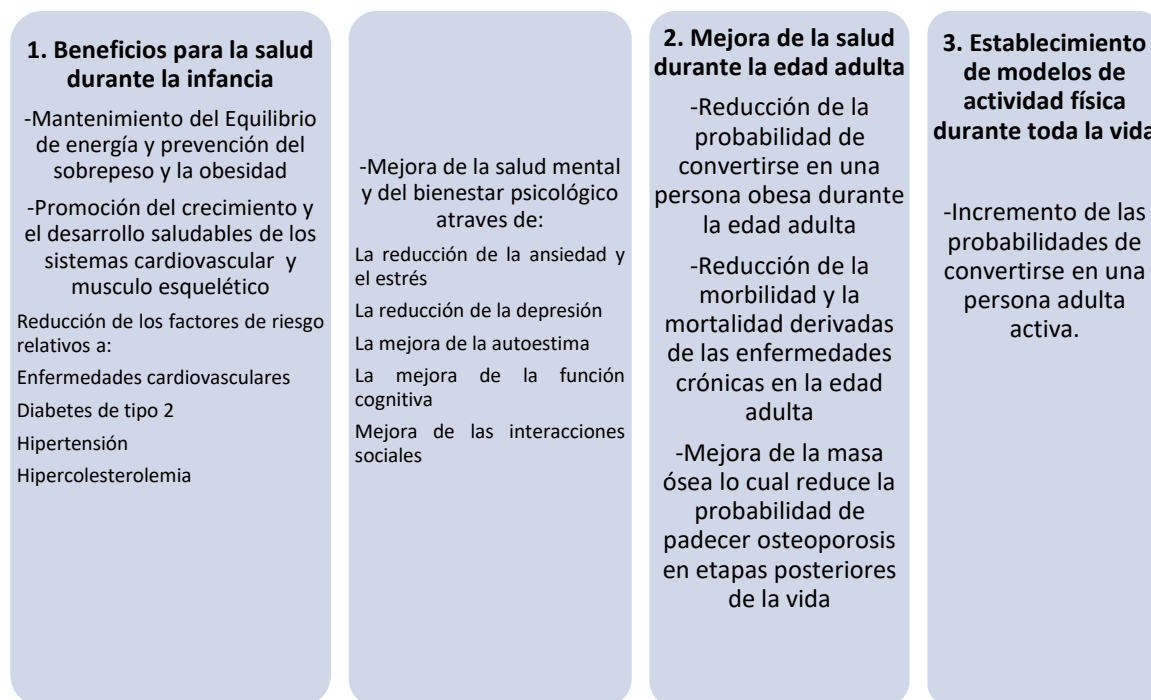 1. Beneficios para la salud
durante la infancia
-Mantenimiento del Equilibrio
de energía y prevención del
sobrepeso y la obesidad
-Promoción del crecimiento y
el desarrollo saludables de los
sistemas cardiovascular y
musculo esquelético
Reducción de los factores de riesgo
relativos a:
Enfermedades cardiovasculares
Diabetes de tipo 2
Hipertensión
Hipercolesterolemia
-Mejora de la salud mental
y del bienestar psicológico
atraves de:
La reducción de la ansiedad y
el estrés
La reducción de la depresión
La mejora de la autoestima
La mejora de la función
cognitiva
Mejora de las interacciones
sociales
2. Mejora de la salud
durante la edad adulta
-Reducción de la
probabilidad de
convertirse en una
persona obesa durante
la edad adulta
-Reducción de la
morbilidad y la
mortalidad derivadas
de las enfermedades
crónicas en la edad
adulta
-Mejora de la masa
ósea lo cual reduce la
probabilidad de
padecer osteoporosis
en etapas posteriores
de la vida
3. Establecimiento
de modelos de
actividad física
durante toda la vida
-Incremento de las
probabilidades de
convertirse en una
persona adulta
activa.